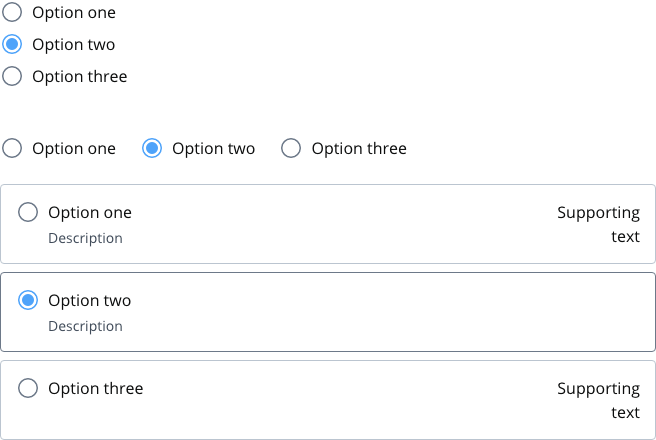 Option one
Option two
Option three
Option one Option two Option three
Option one Supporting
text
Description
Option two
Description
Option three Supporting
text